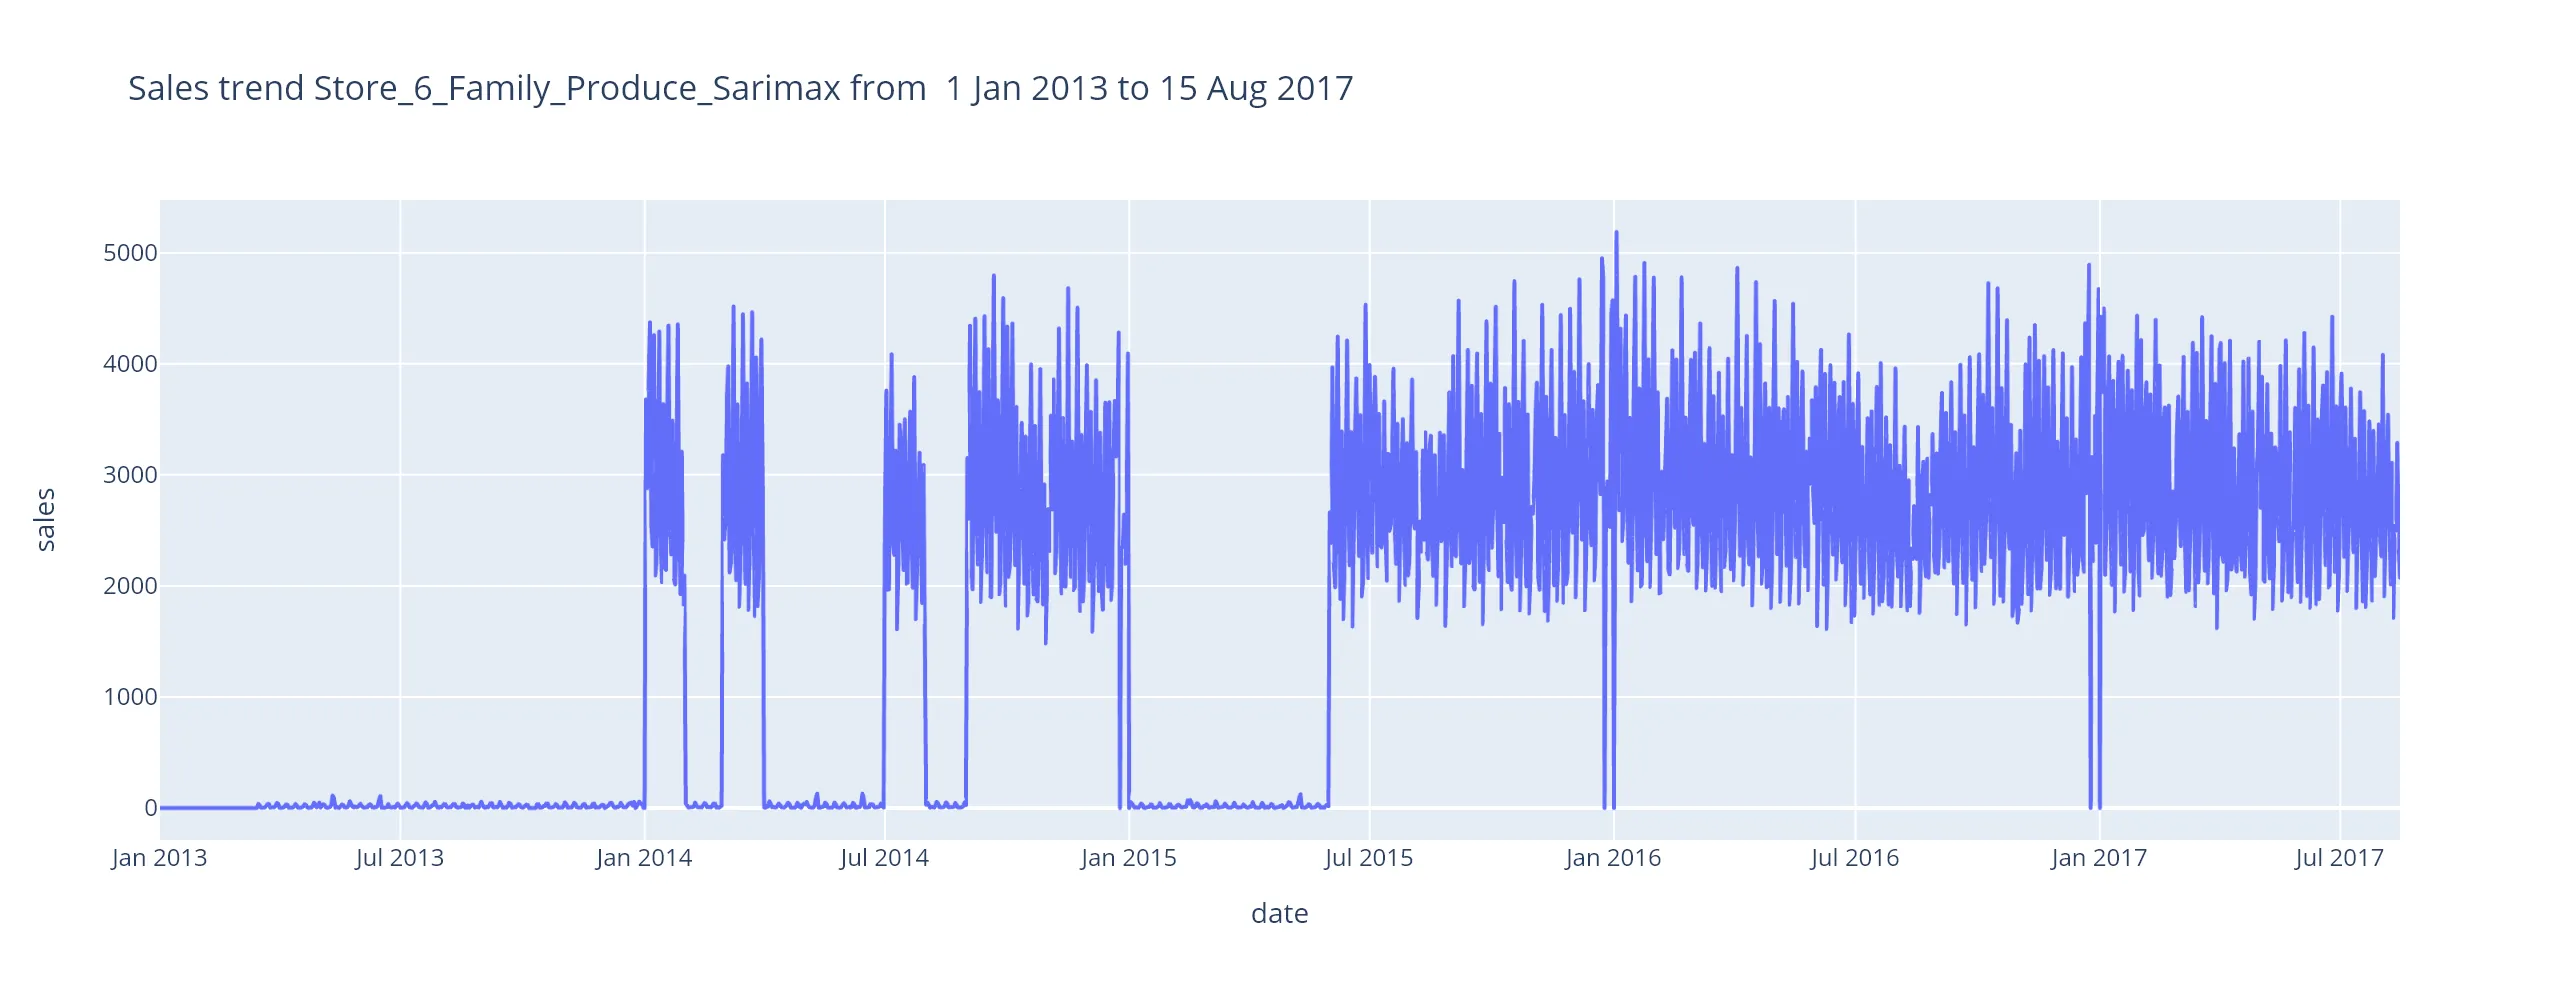 Sales trend Store_6_Family_Produce_Sarimax from  1 Jan 2013 to 15 Aug 2017
5000
4000
3000
2000
1000
0
sales
Jan 2013 Jul 2013 Jan 2014 Jul 2014 Jan 2015 Jul 2015 Jan 2016 Jul 2016 Jan 2017 Jul 2017
date